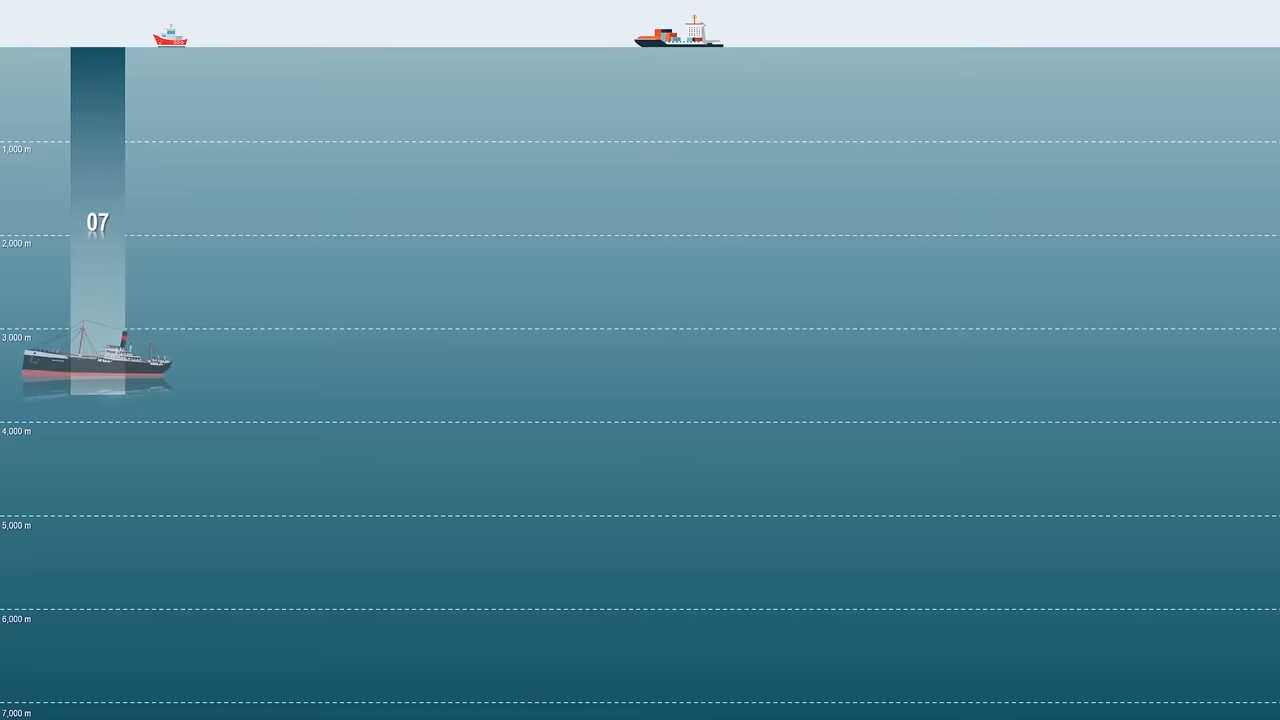 1,000 m
07
2,000 m
3,000 m
4,000 m
5,000 m
6,000 m
7,000 m